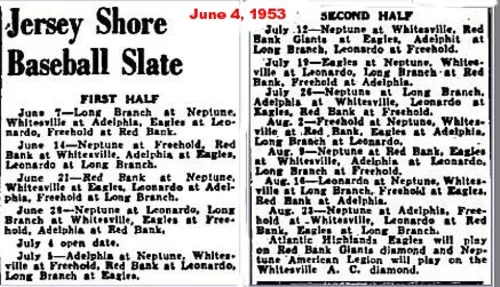 Jersey Shore
Baseball Slate
June 4, 1953
FIRST HALF
June 7—Long Branch at Neptune,
Whitesville at Adelphia, Eagles at Leo-
nardo, Freehold at Red Bank.
June 14—Neptune at Freehold, Red
Bank at Whitesville, Adelphia at Eagles,
Leonardo at Long Branch.
June 21—Red Bank at Neptune,
Whitesville at Eagles, Leonardo at Adel-
phia, Freehold at Long Branch.
June 28—Neptune at Leonardo, Long
Branch at Whitesville, Eagles at Free-
hold, Adelphia at Red Bank,
July 4 open date.
July 5—Adelphia at Neptune, Whites-
ville at Freehold, Red Bank at Leonardo,
Long Branch at Eagles.
SECOND HALF
July 12—Neptune at Whitesville, Red
Bank Giants at Eagles, Adelphia at
Long Branch, Leonardo at Freehold.
July 19—Eagles at Neptune, Whites-
ville at Leonardo, Long Branch at Red
Bank, Freehold at Adelphia.
July 26—Neptune at Long Branch,
Adelphia at Whitesville, Leonardo at
Eagles, Red Bank at Freehold.
Aug. 2—Freehold at Neptune, Whites-
ville at Red Bank, Eagles at Adelphia,
Long Branch at Leonardo.
Aug. 9—Neptune at Red Bank, Eagles
at Whitesville, Adelphia at Leonardo,
Long Branch at Freehold.
Aug. 16—Leonardo at Neptune, Whites-
ville at Long Branch, Freehold at Eagles,
Red Bank at Adelphia.
Aug. 23—Neptune at Adelphia, Free-
hold at Whitesville, Leonardo at Red
Bank, Eagles at Long Branch.
Atlantic Highlands Eagles will play
on Red Bank Giants diamond and Nep-
tune American Legion will play on the
Whitesville A. C. diamond.